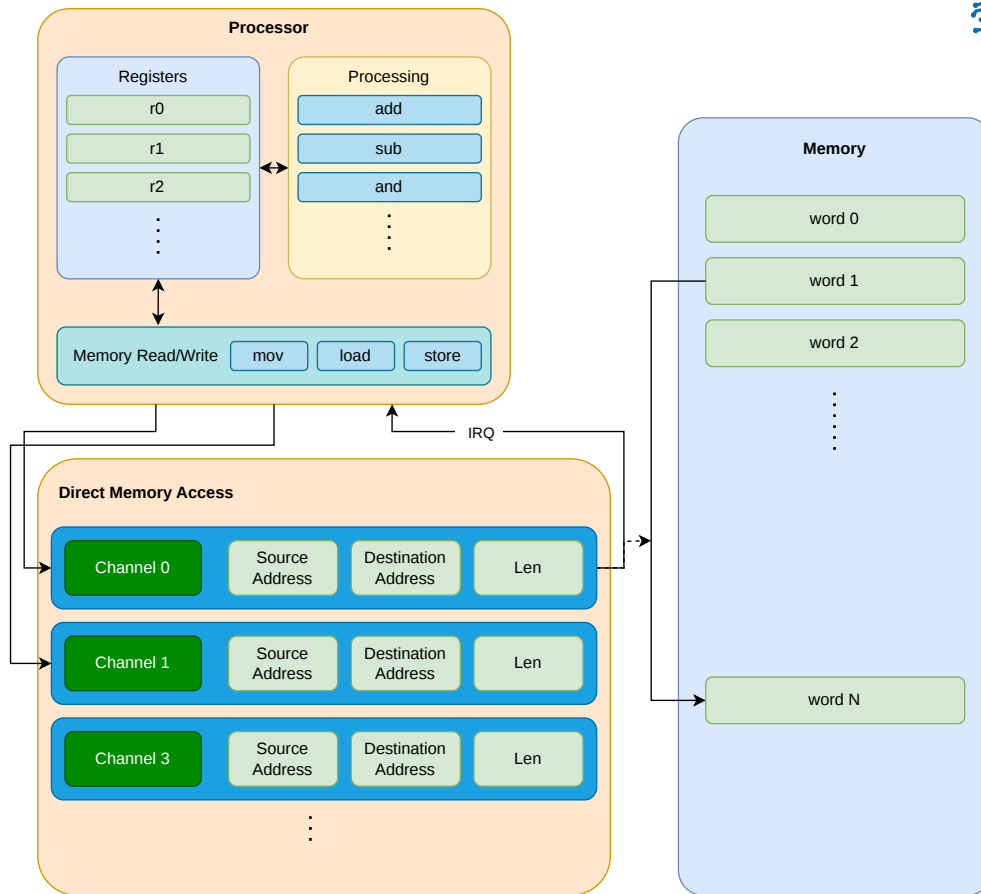 Processor
Registers
r0
r1
r2
Processing
add
sub
and
Memory Read/Write
mov
load
store
IRQ
Direct Memory Access
Channel 0
Source
Address
Destination
Address
Len
Channel 1
Source
Address
Destination
Address
Len
Channel 3
Source
Address
Destination
Address
Len
Memory
word 0
word 1
word 2
word N